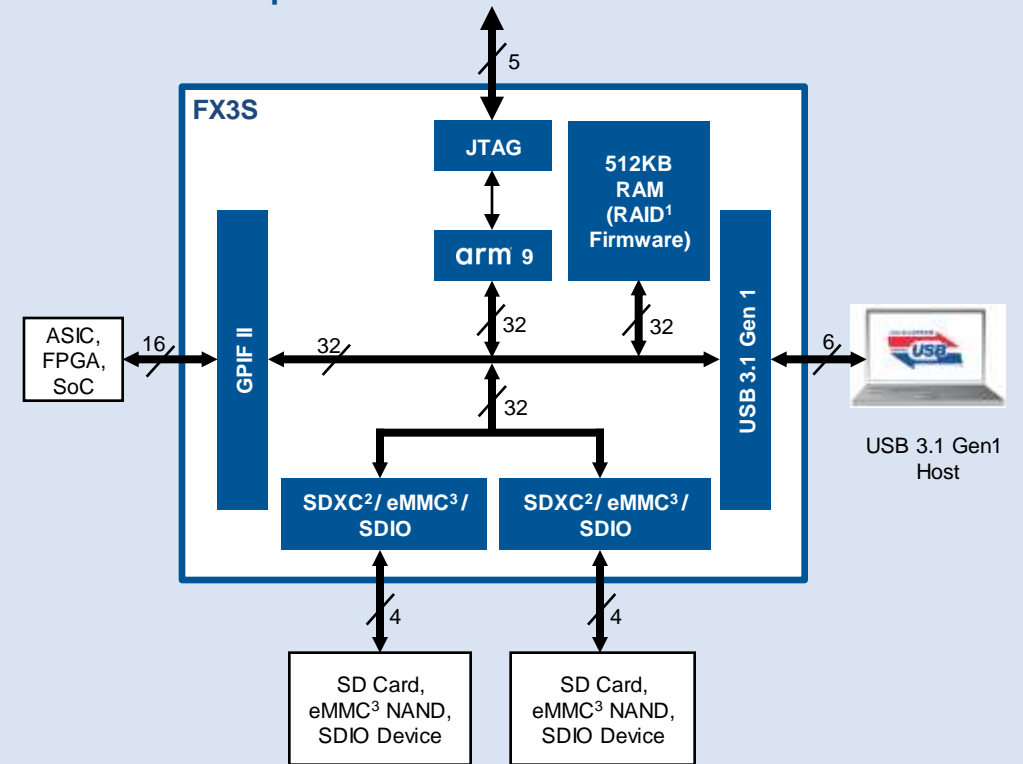 5
FX3S
JTAG
512KB
RAM
(RAID¹
Firmware)
arm 9
GPIF II
USB 3.1 Gen 1
ASIC,
FPGA,
SoC
16
32
32
32
32
6
USB
USB 3.1 Gen1
Host
SDXC²/ eMMC³/
SDIO
SDXC²/ eMMC³/
SDIO
4
4
SD Card,
eMMC³ NAND,
SDIO Device
SD Card,
eMMC³ NAND,
SDIO Device